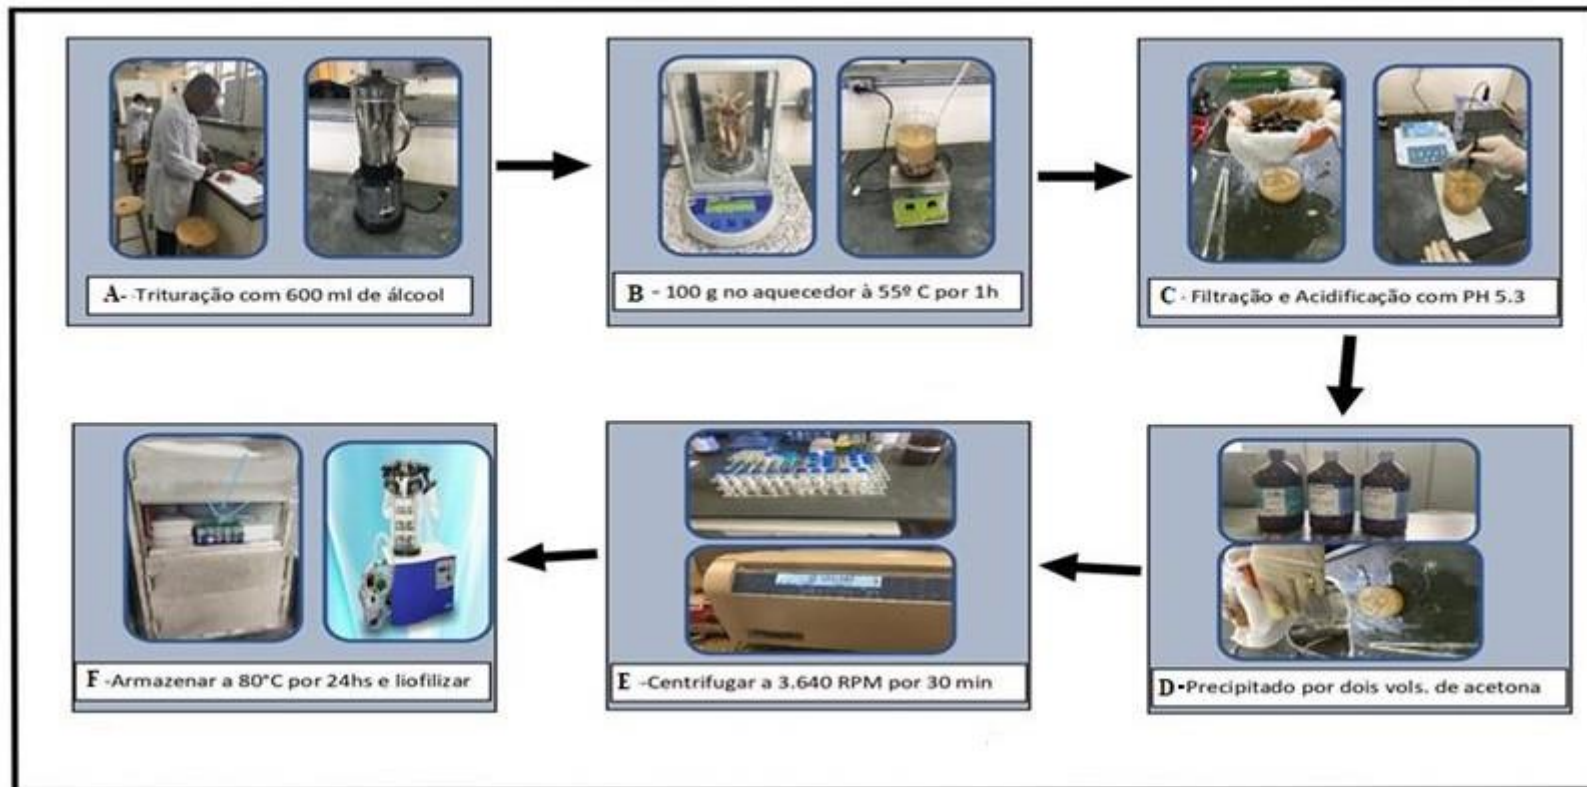 A- -Trituração com 600 ml de álcool
B - 100 g no aquecedor à 55º C por 1h
C - Filtração e Acidificação com PH 5.3
D-Precipitado por dois vols. de acetona
E -Centrifugar a 3.640 RPM por 30 min
F -Armazenar a 80°C por 24hs e liofilizar